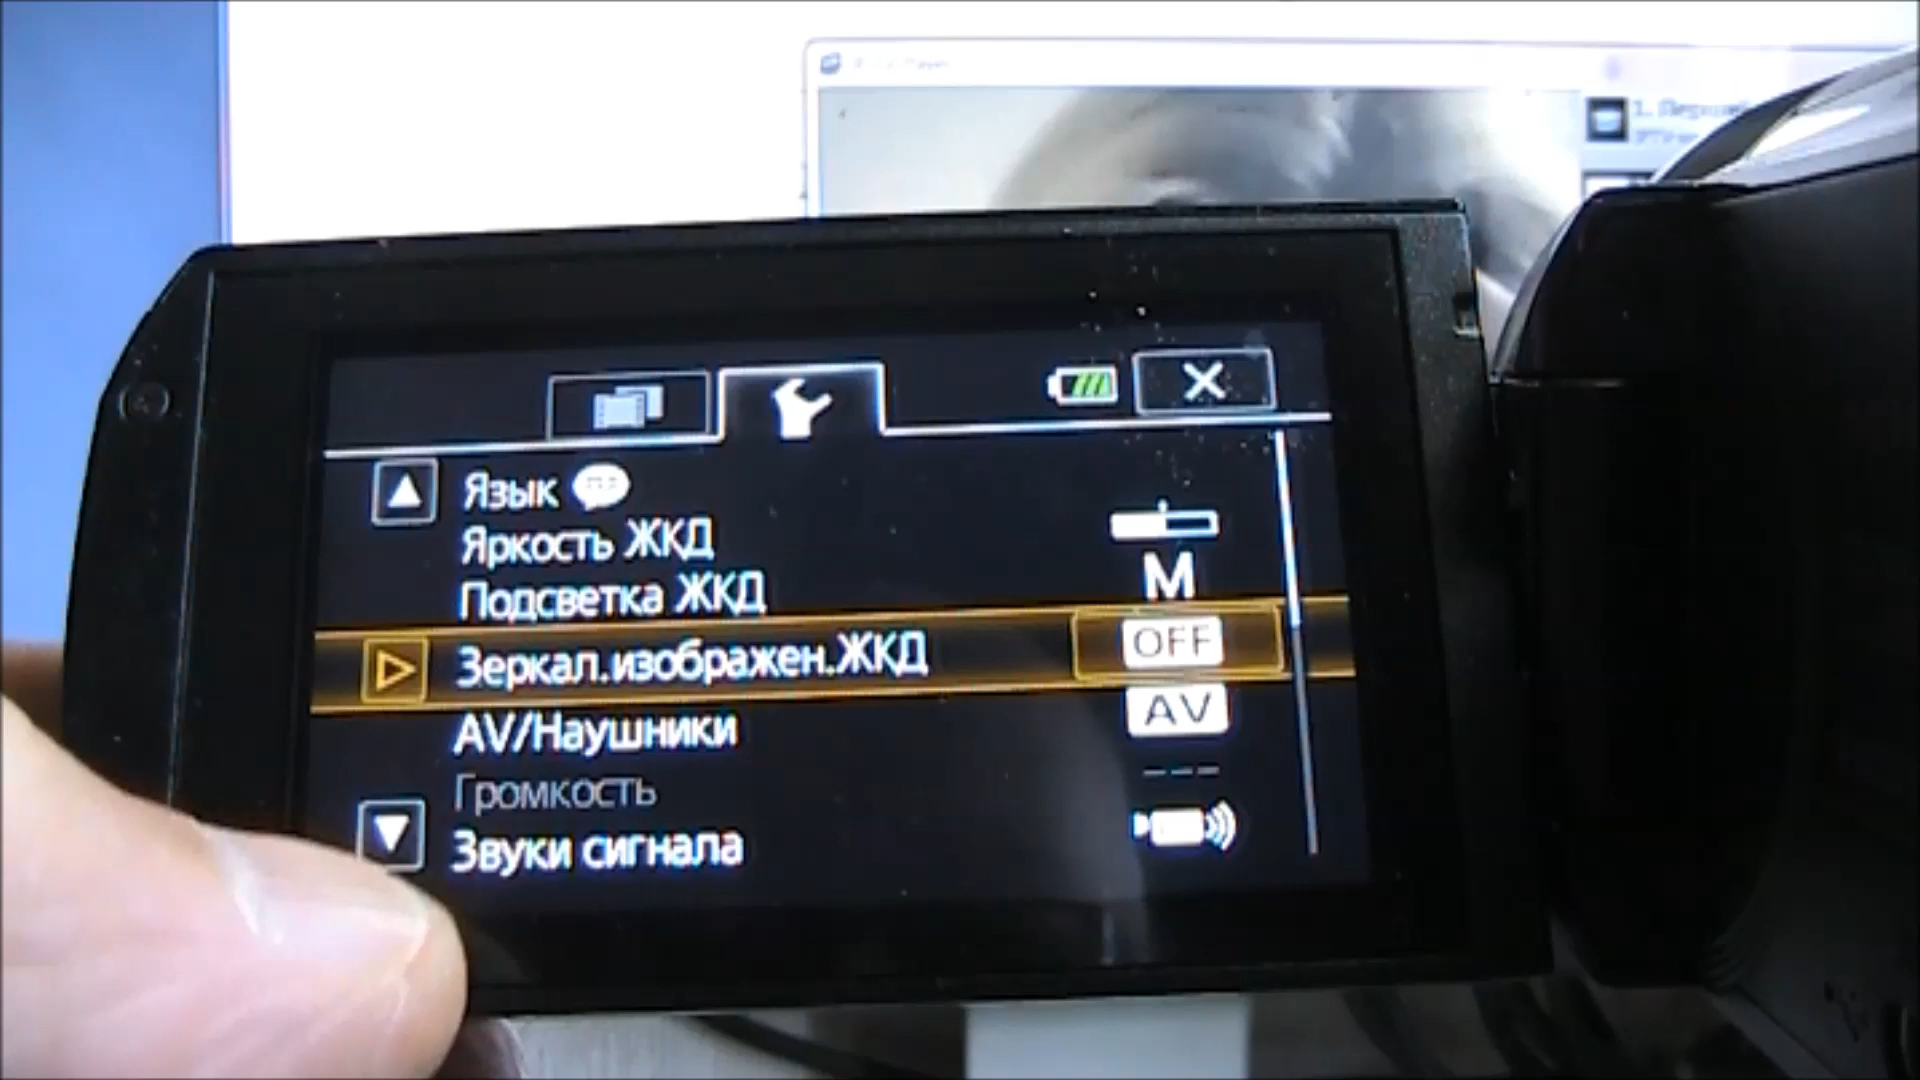 Язык
Яркость ЖКД
Подсветка ЖКД
M
Зеркал.изображен.ЖКД
OFF
AV/Наушники
AV
Громкость
---
Звуки сигнала